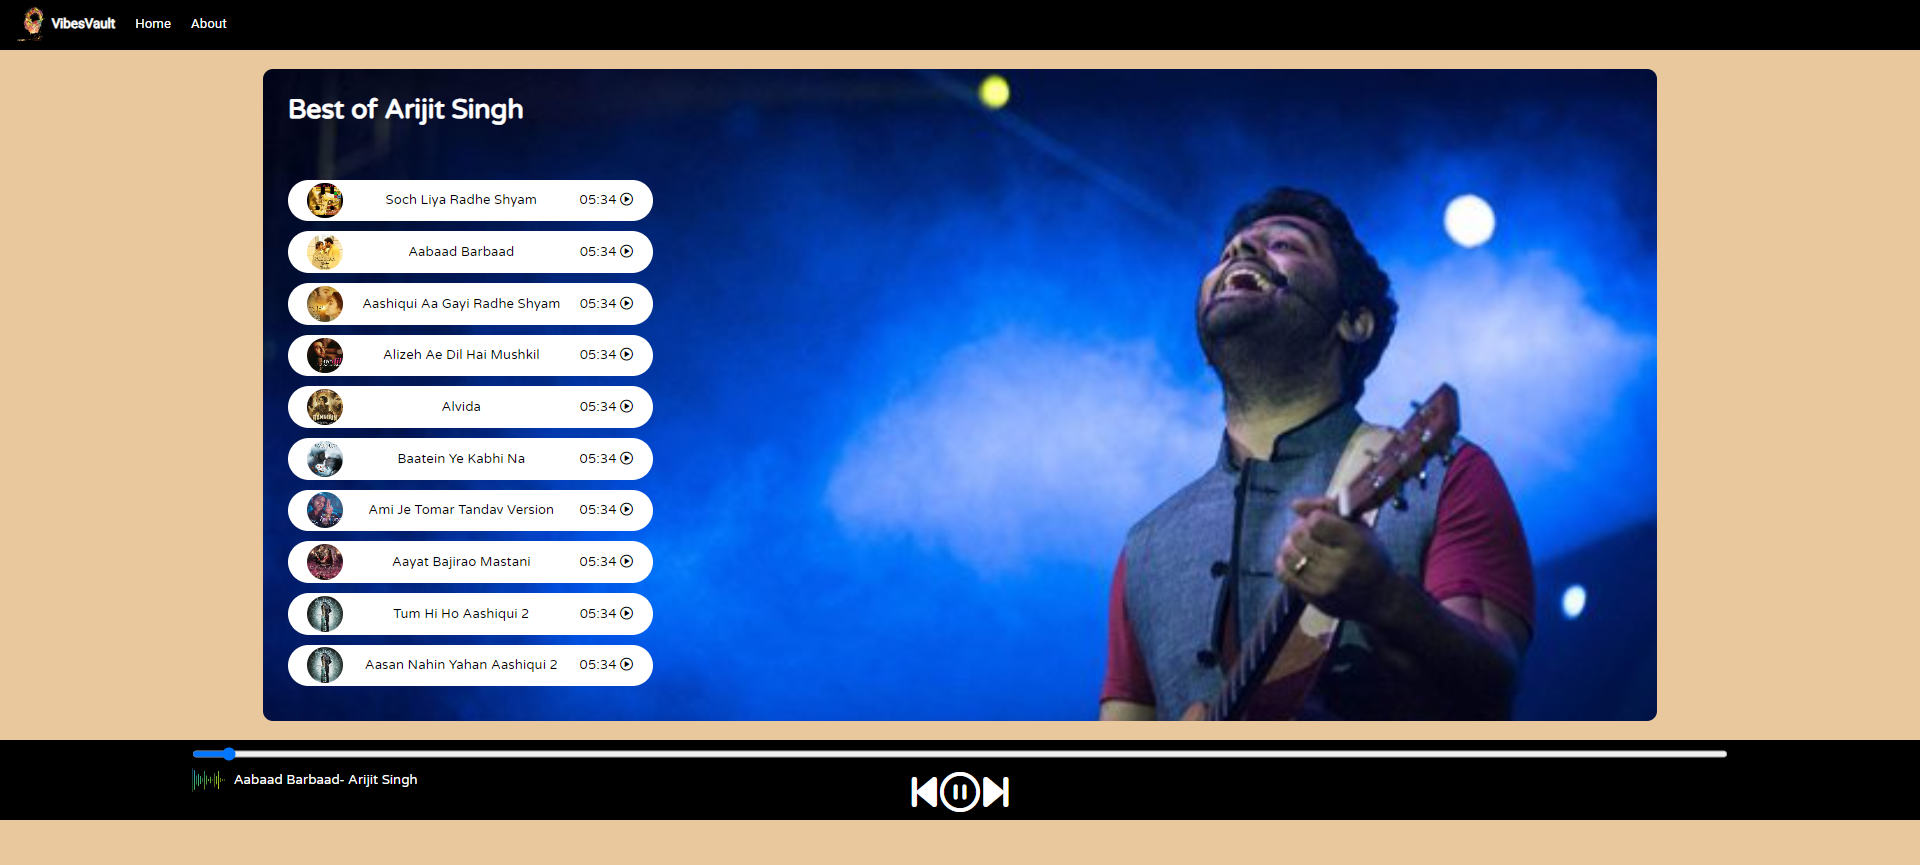 VibesVault Home About
Best of Arijit Singh
Soch Liya Radhe Shyam 05:34
Aabaad Barbaad 05:34
Aashiqui Aa Gayi Radhe Shyam 05:34
Alizeh Ae Dil Hai Mushkil 05:34
Alvida 05:34
Baatein Ye Kabhi Na 05:34
Ami Je Tomar Tandav Version 05:34
Aayat Bajirao Mastani 05:34
Tum Hi Ho Aashiqui 2 05:34
Aasan Nahin Yahan Aashiqui 2 05:34
Aabaad Barbaad- Arijit Singh